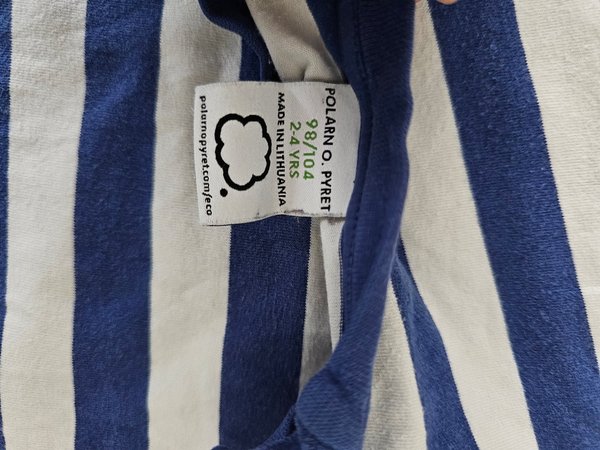 POLARN O. PYRET
98/104
2-4 YRS
MADE IN LITHUANIA
polarnopyret.com/eco